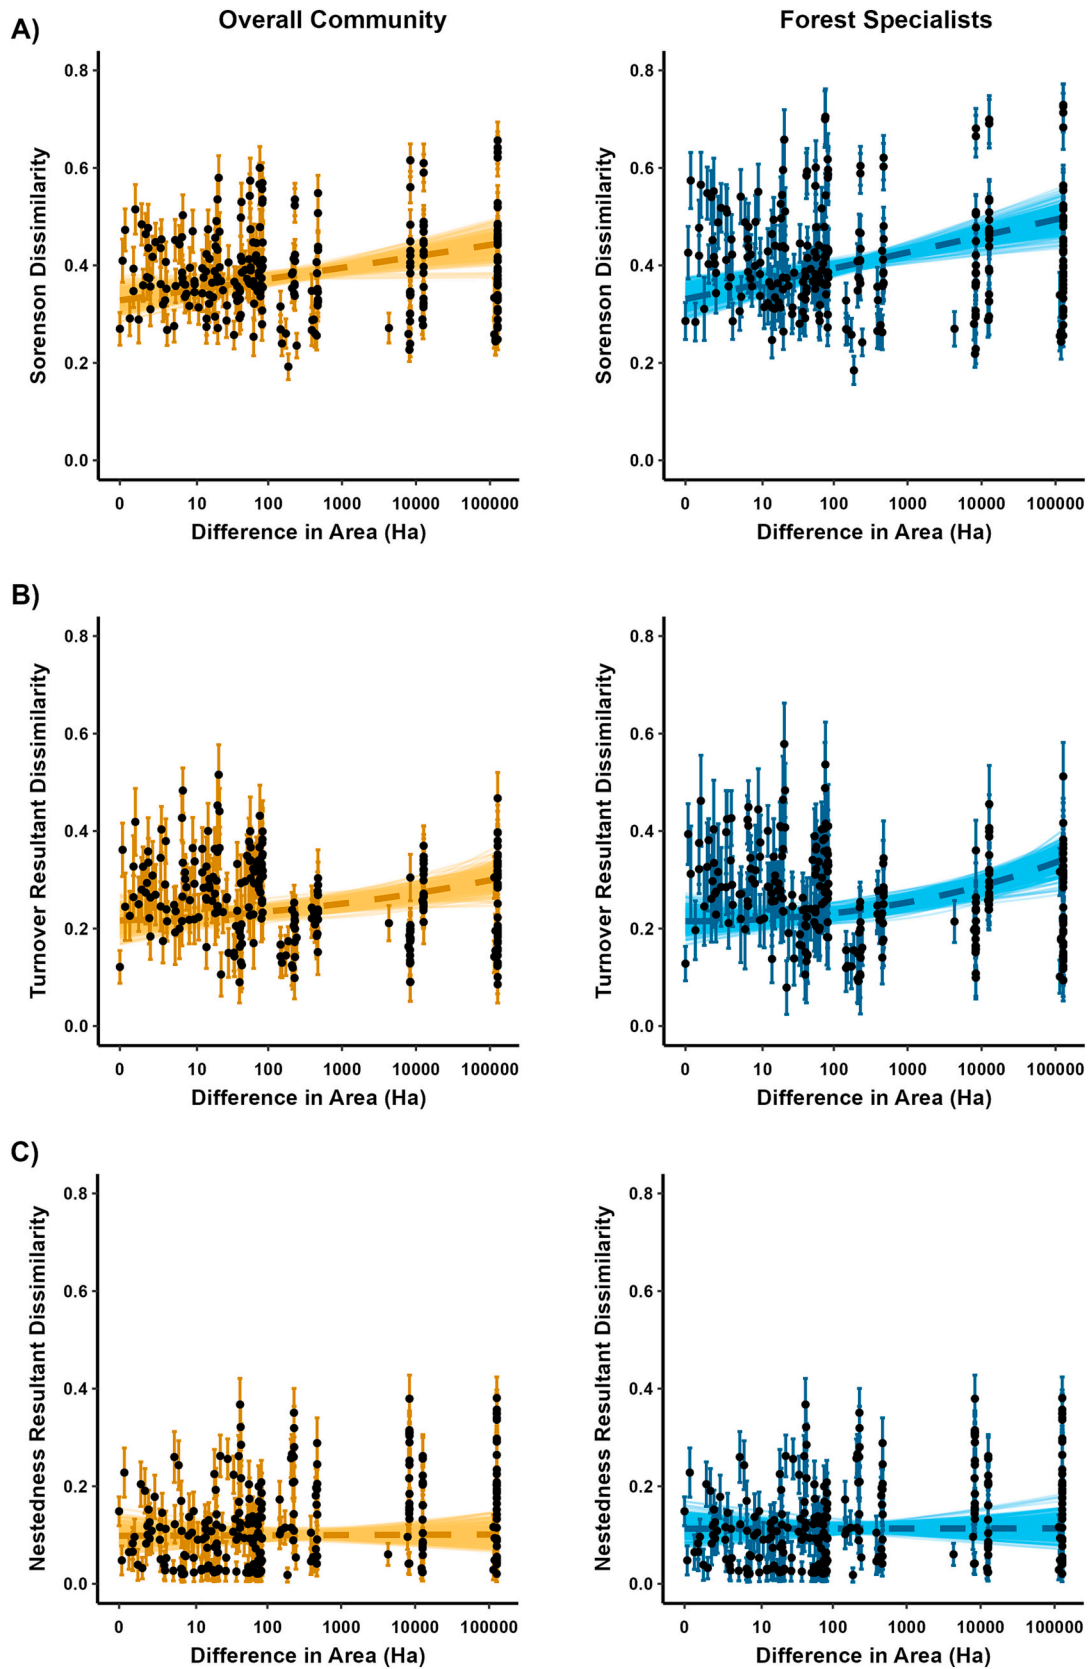 Overall Community
Forest Specialists
A)
Sorenson Dissimilarity
0.8
0.6
0.4
0.2
0.0
0 10 100 1000 10000 100000
Difference in Area (Ha)
Sorenson Dissimilarity
0.8
0.6
0.4
0.2
0.0
0 10 100 1000 10000 100000
Difference in Area (Ha)
B)
Turnover Resultant Dissimilarity
0.8
0.6
0.4
0.2
0.0
0 10 100 1000 10000 100000
Difference in Area (Ha)
Turnover Resultant Dissimilarity
0.8
0.6
0.4
0.2
0.0
0 10 100 1000 10000 100000
Difference in Area (Ha)
C)
Nestedness Resultant Dissimilarity
0.8
0.6
0.4
0.2
0.0
0 10 100 1000 10000 100000
Difference in Area (Ha)
Nestedness Resultant Dissimilarity
0.8
0.6
0.4
0.2
0.0
0 10 100 1000 10000 100000
Difference in Area (Ha)